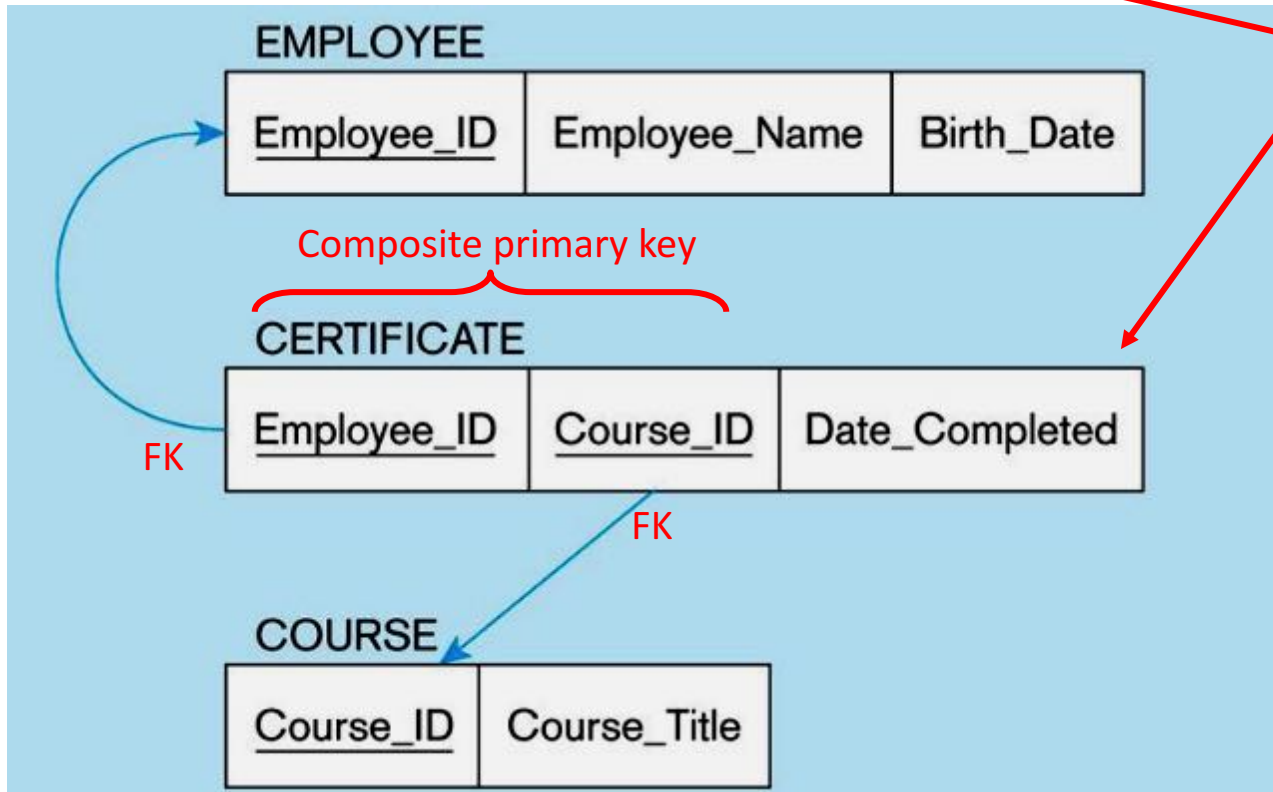 EMPLOYEE
Employee_ID Employee_Name Birth_Date
Composite primary key
CERTIFICATE
Employee_ID Course_ID Date_Completed
FK
FK
COURSE
Course_ID Course_Title